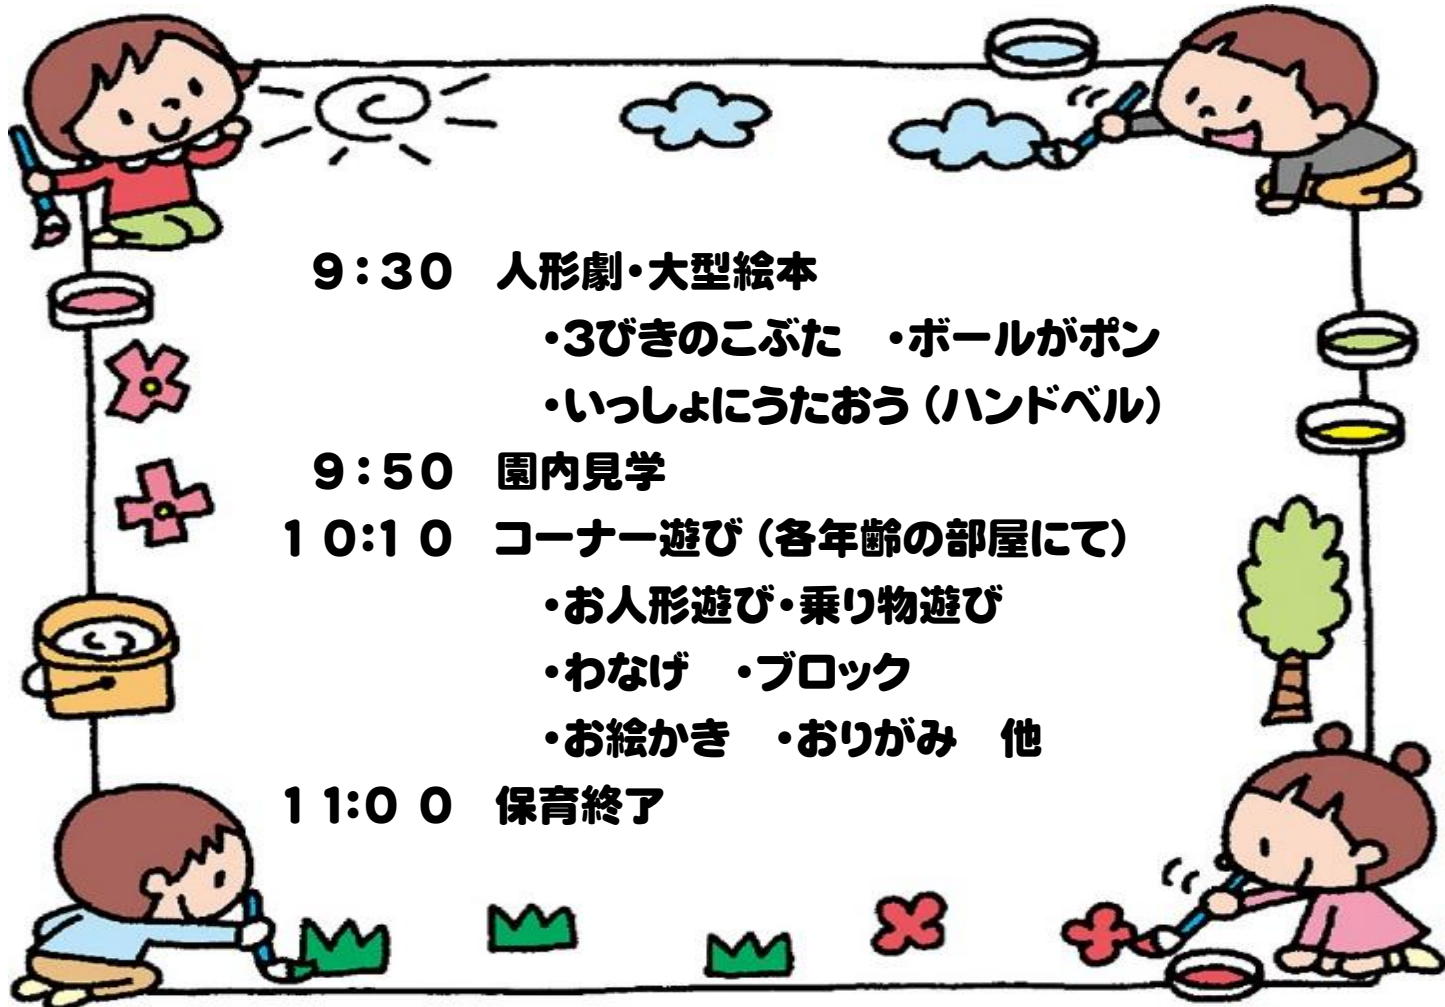 9:30 人形劇・大型絵本
・3びきのこぶた ・ボールがポン
・いっしょにうたおう(ハンドベル)
9:50 園内見学
10:10 コーナー遊び(各年齢の部屋にて)
・お人形遊び・乗り物遊び
・わなげ ・ブロック
・お絵かき ・おりがみ 他
11:00 保育終了